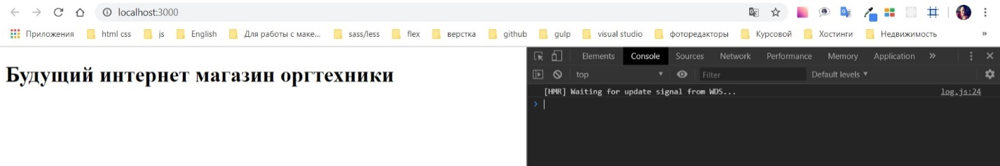 localhost:3000
Приложения html css js English Для работы с маке... sass/less flex верстка github gulp visual studio фоторедакторы Курсовой Хостинги Недвижимость »
Будущий интернет магазин оргтехники
Elements Console Sources Network Performance Memory Application »
top Filter Default levels
[HMR] Waiting for update signal from WDS... log.js:24